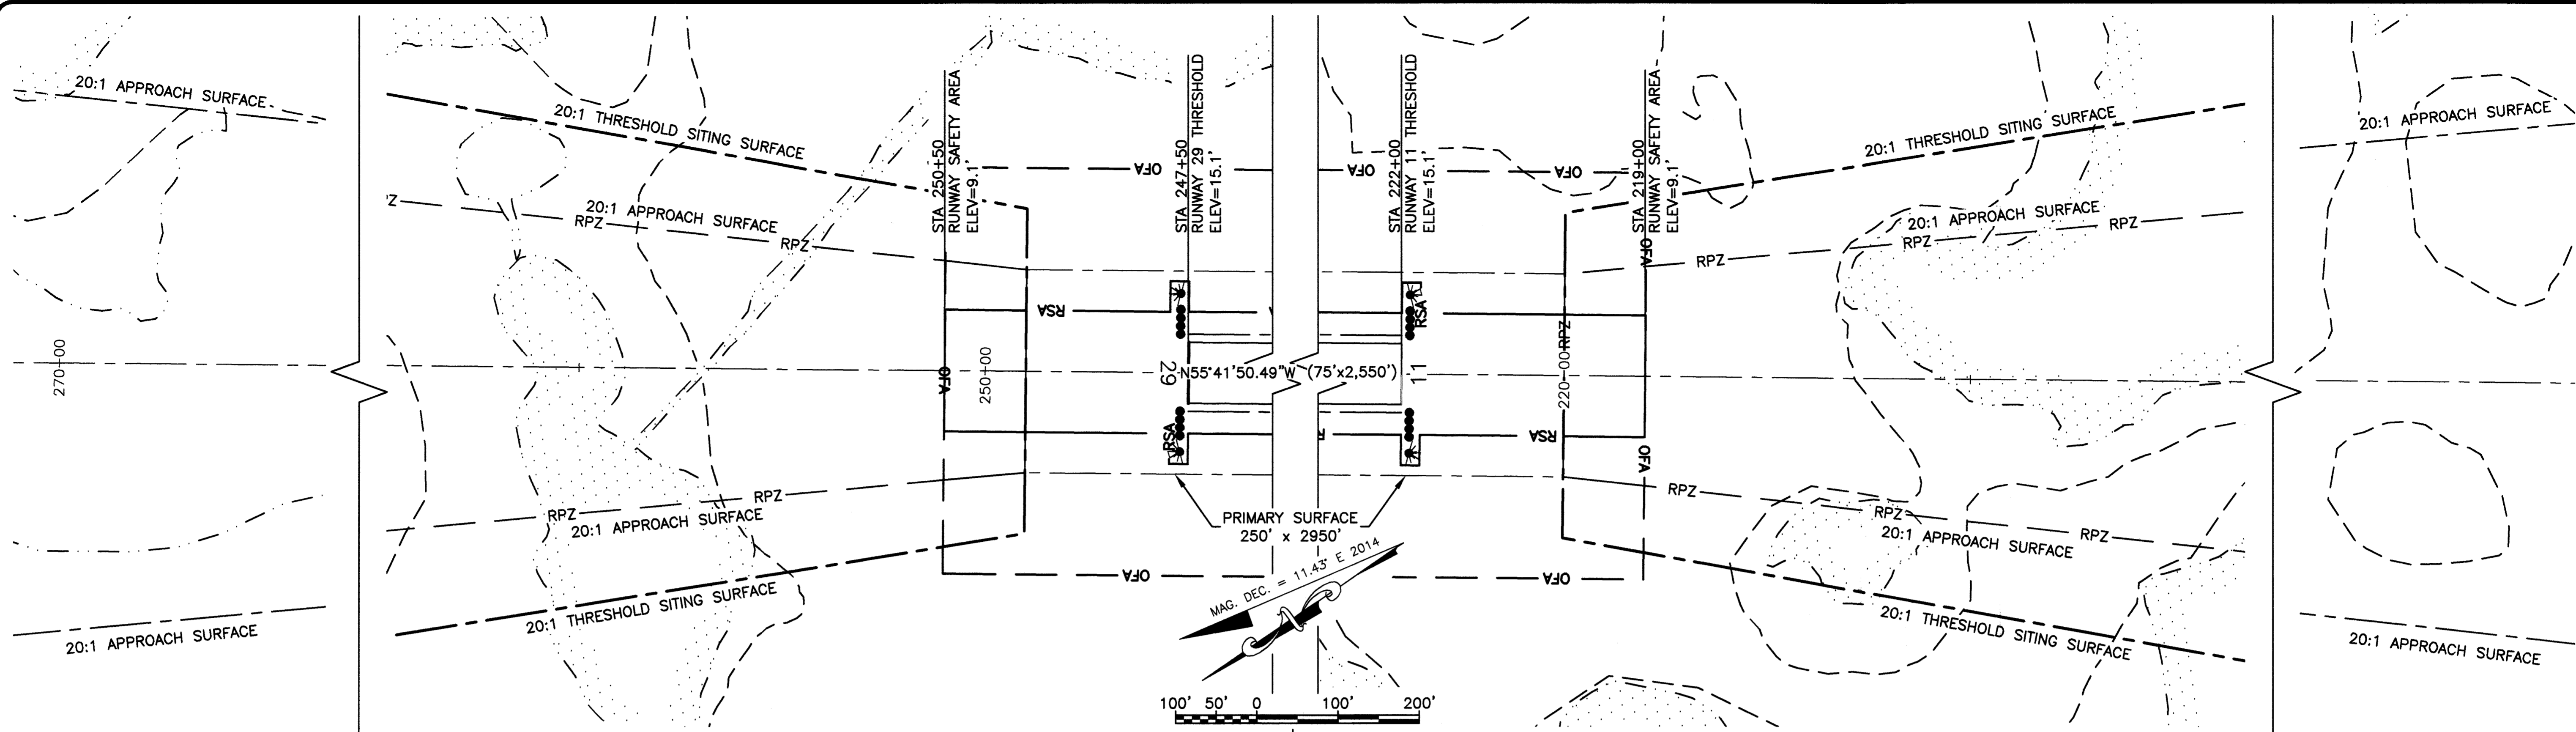 20:1 APPROACH SURFACE
20:1 THRESHOLD SITING SURFACE
20:1 APPROACH SURFACE
RPZ
RPZ
STA 250+50
RUNWAY SAFETY AREA
ELEV=9.1'
OFA
STA 247+50
RUNWAY 29 THRESHOLD
ELEV=15.1'
OFA
STA 222+00
RUNWAY 11 THRESHOLD
ELEV=15.1'
OFA
STA 219+00
RUNWAY SAFETY AREA
ELEV=9.1'
OFA
20:1 THRESHOLD SITING SURFACE
20:1 APPROACH SURFACE
RPZ
RPZ
RPZ
20:1 APPROACH SURFACE
RSA
RSA
270+00
OFA
250+00
29
N55°41'50.49"W (75'x2,550')
11
220+00
RPZ
RSA
RSA
OFA
RPZ
RPZ
20:1 APPROACH SURFACE
20:1 THRESHOLD SITING SURFACE
20:1 APPROACH SURFACE
PRIMARY SURFACE
250' x 2950'
OFA
OFA
RPZ
RPZ
RPZ
20:1 APPROACH SURFACE
20:1 THRESHOLD SITING SURFACE
20:1 APPROACH SURFACE
MAG. DEC. = 11.43° E 2014
100' 50' 0 100' 200'